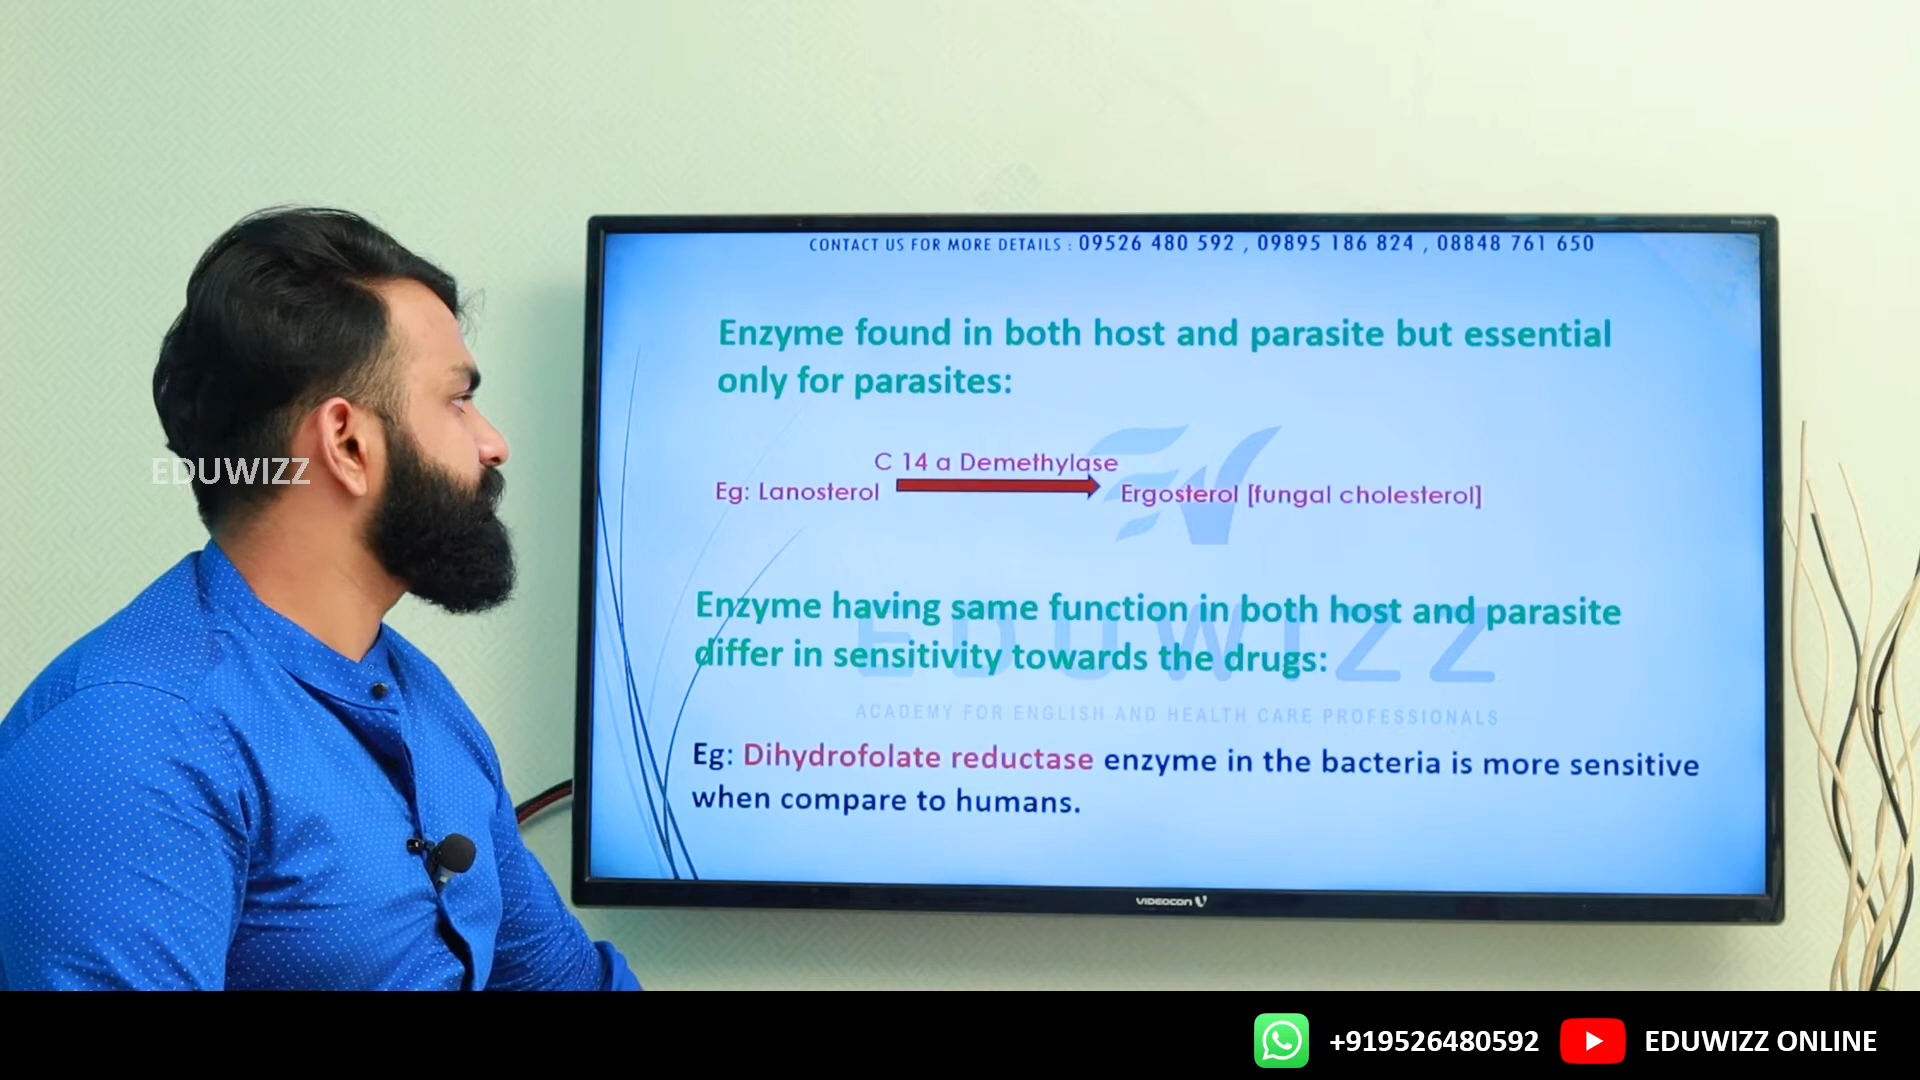 CONTACT US FOR MORE DETAILS : 09526 480 592 , 09895 186 824 , 08848 761 650
Enzyme found in both host and parasite but essential
only for parasites:
C 14 α Demethylase
Eg: Lanosterol
Ergosterol [fungal cholesterol]
EDUWIZZ
Enzyme having same function in both host and parasite
differ in sensitivity towards the drugs:
EDUWIZZ
ACADEMY FOR ENGLISH AND HEALTH CARE PROFESSIONALS
Eg: Dihydrofolate reductase enzyme in the bacteria is more sensitive
when compare to humans.
VIDEOCON
+919526480592
EDUWIZZ ONLINE